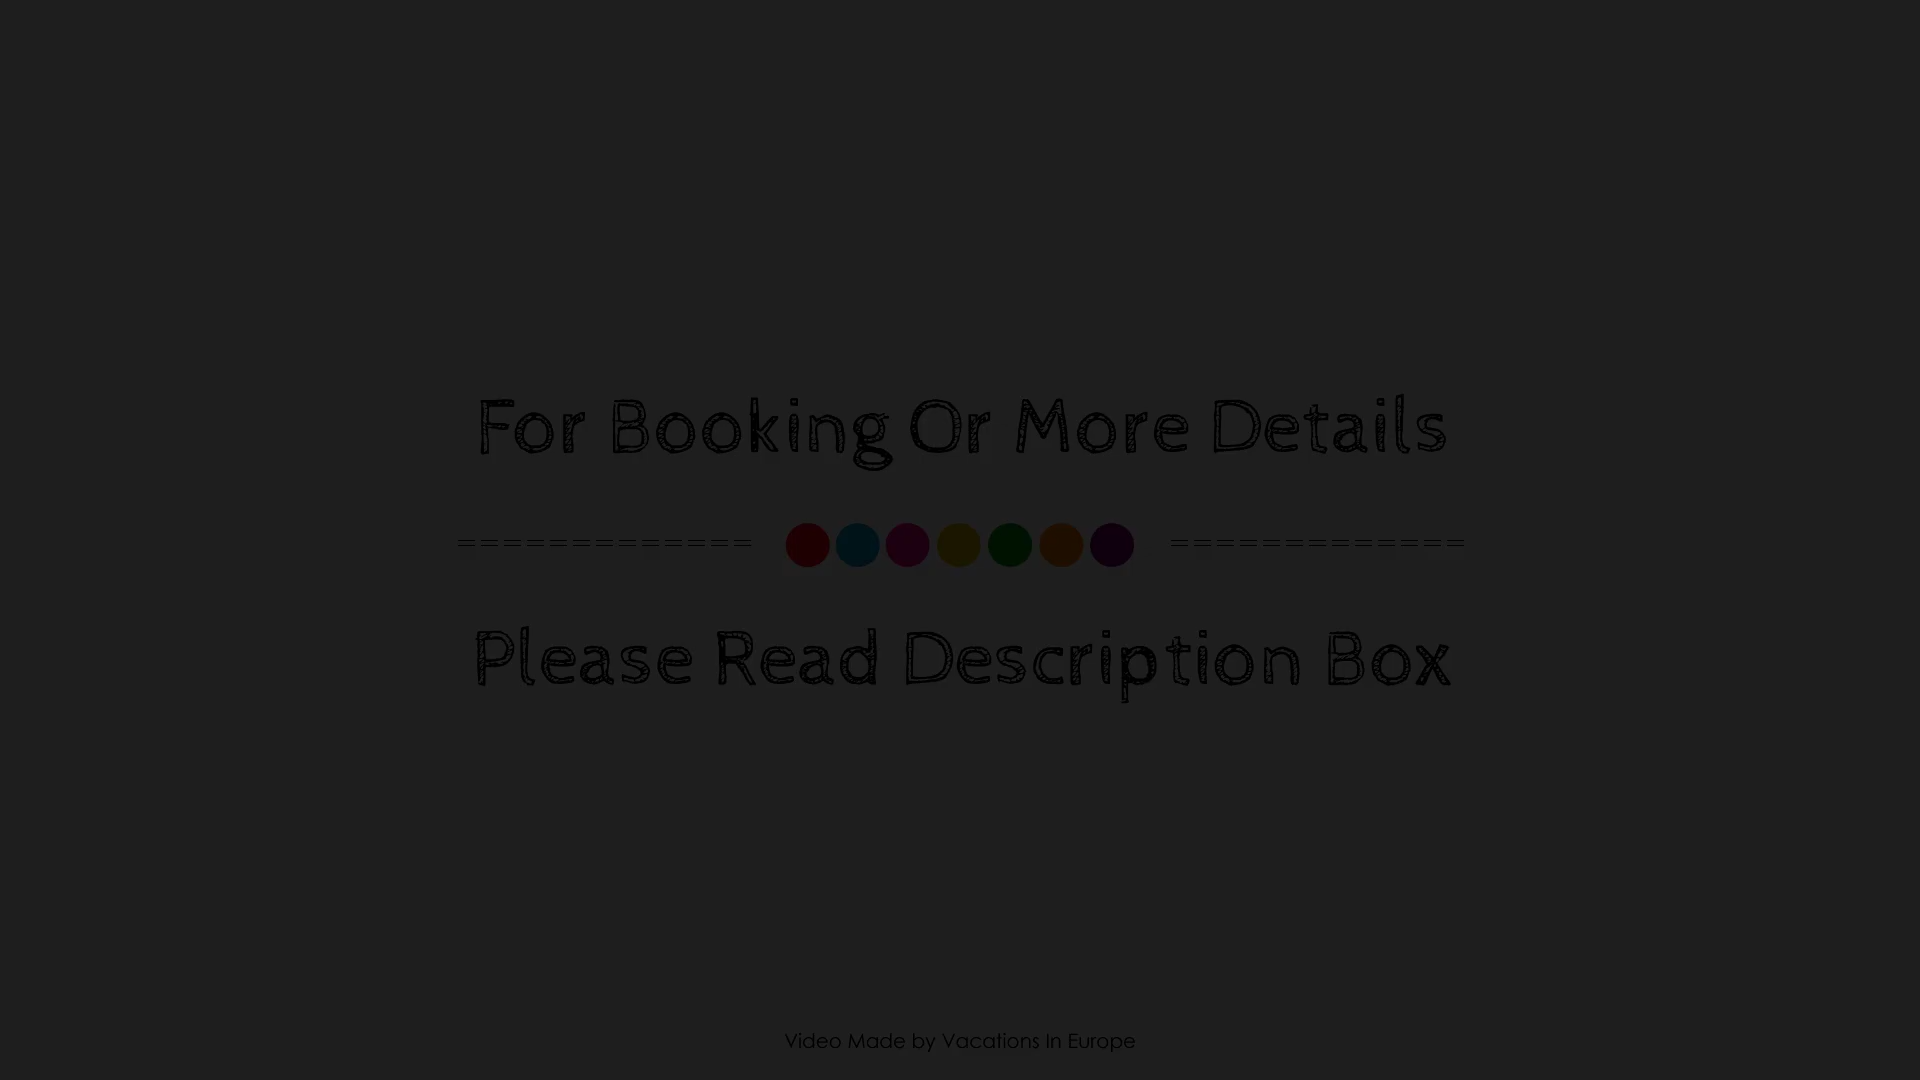 For Booking Or More Details
============= =============
Please Read Description Box
Video Made by Vacations In Europe